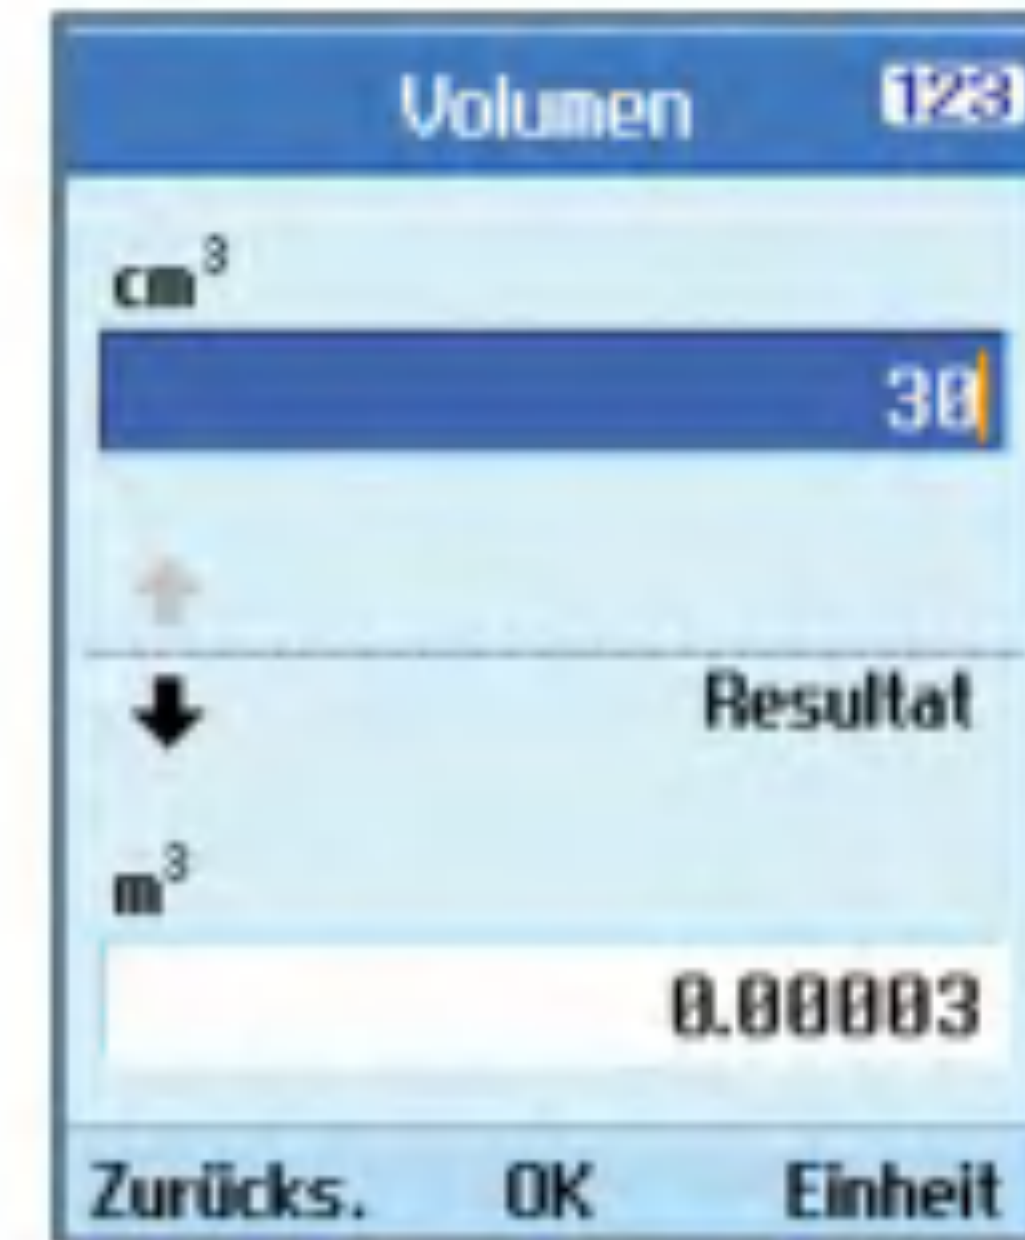 Volumen 123
cm³
30
Resultat
m³
0.00003
Zurücks. OK Einheit